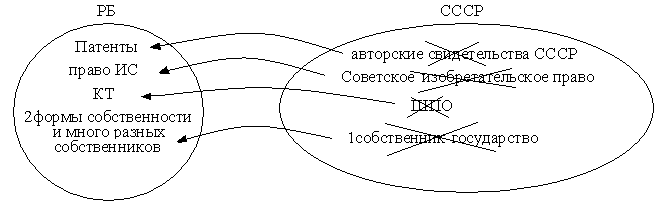 РБ
СССР
Патенты
право ИС
КТ
2формы собственности
и много разных
собственников
авторские свидетельства СССР
Советское изобретательское право
ЦНПО
1собственник-государство